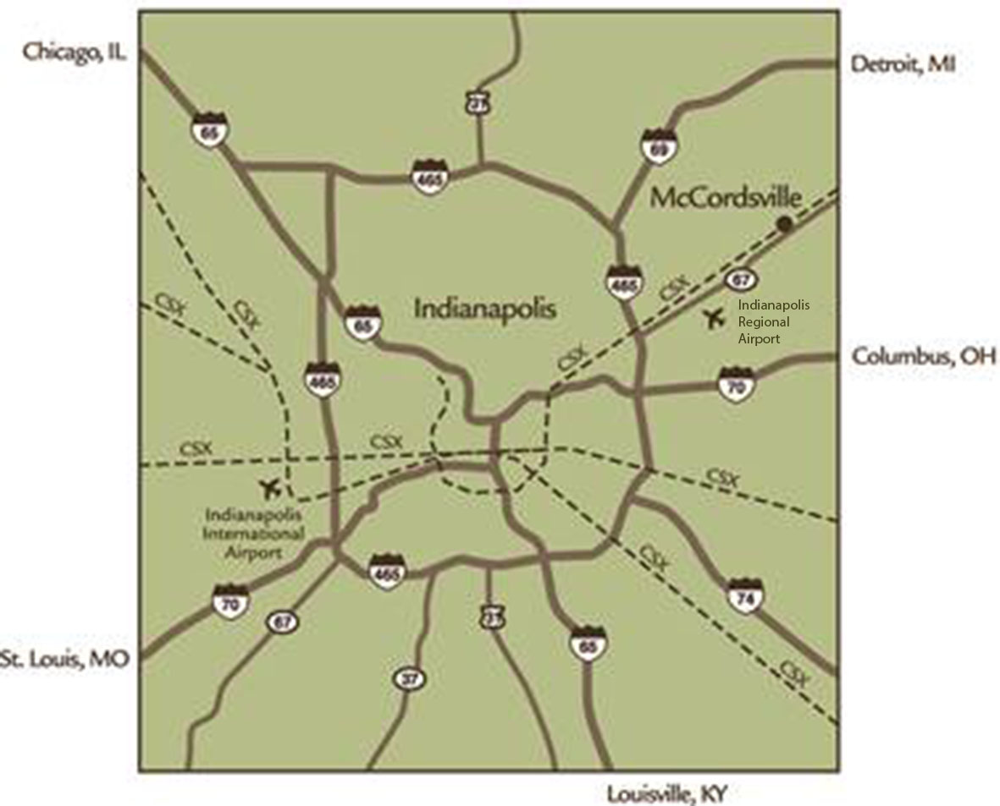 Chicago, IL
Detroit, MI
31
65
69
465
McCordsville
465
CSX
67
CSX
CSX
Indianapolis
65
Indianapolis
Regional
Airport
CSX
Columbus, OH
465
70
CSX
CSX
CSX
Indianapolis
International
Airport
CSX
465
70
67
74
31
65
St. Louis, MO
37
CSX
Louisville, KY